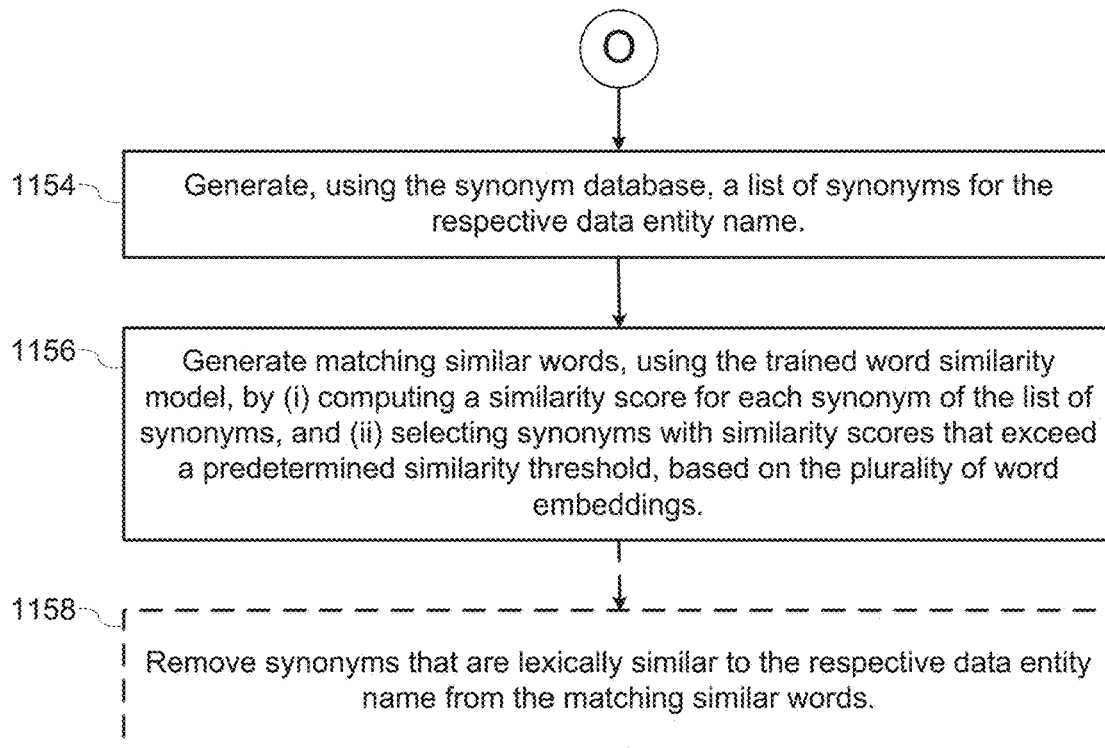 O
1154
Generate, using the synonym database, a list of synonyms for the
respective data entity name.
1156
Generate matching similar words, using the trained word similarity
model, by (i) computing a similarity score for each synonym of the list of
synonyms, and (ii) selecting synonyms with similarity scores that exceed
a predetermined similarity threshold, based on the plurality of word
embeddings.
1158
Remove synonyms that are lexically similar to the respective data entity
name from the matching similar words.